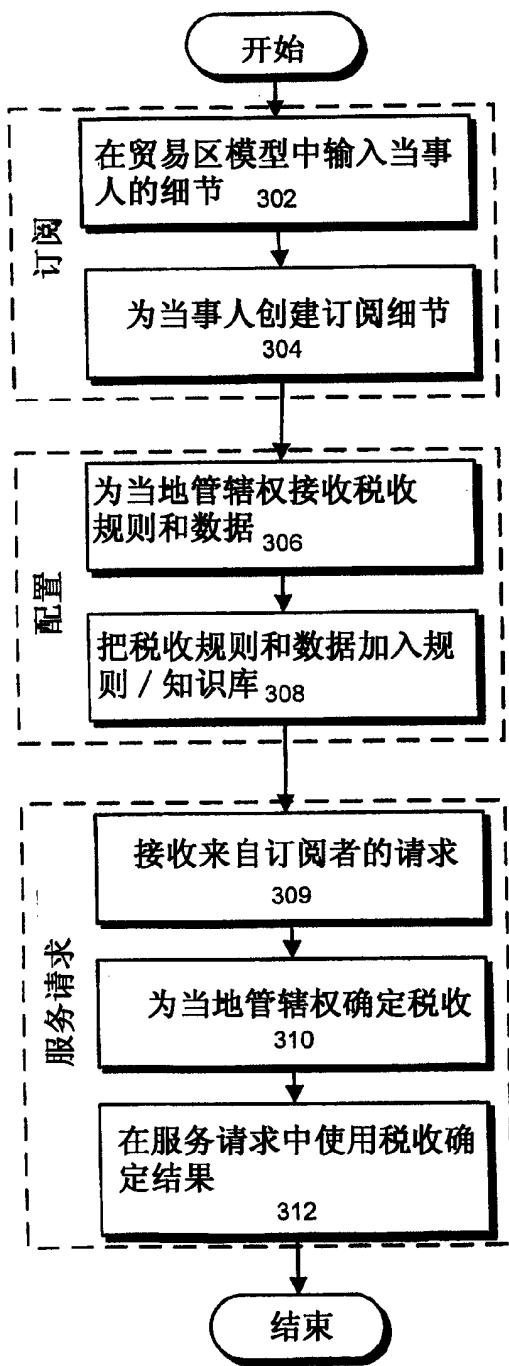 开始
订阅
在贸易区模型中输入当事
人的细节 302
为当事人创建订阅细节
304
配置
为当地管辖权接收税收
规则和数据 306
把税收规则和数据加入规
则／知识库 308
服务请求
接收来自订阅者的请求
309
为当地管辖权确定税收
310
在服务请求中使用税收确
定结果
312
结束